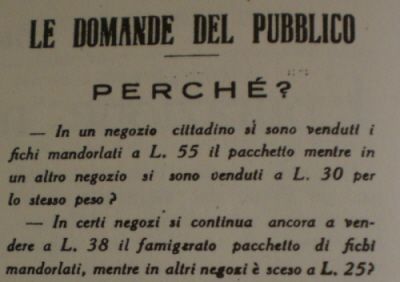 LE DOMANDE DEL PUBBLICO
PERCHÉ?
— In un negozio cittadino si sono venduti i
fichi mandorlati a L. 55 il pacchetto mentre in
un altro negozio si sono venduti a L. 30 per
lo stesso peso?
— In certi negozi si continua ancora a ven-
dere a L. 38 il famigerato pacchetto di fichi
mandorlati, mentre in altri negozi è sceso a L. 25?